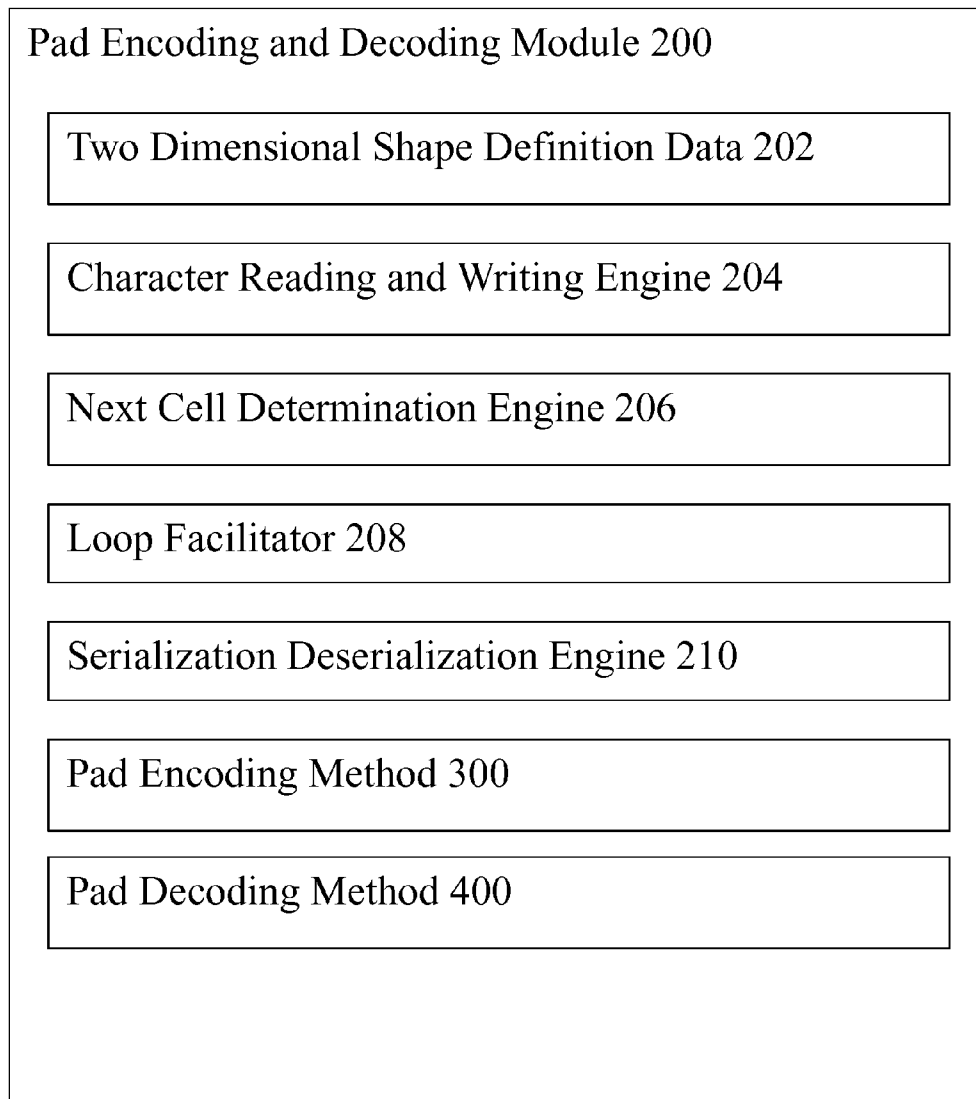 Pad Encoding and Decoding Module 200
Two Dimensional Shape Definition Data 202
Character Reading and Writing Engine 204
Next Cell Determination Engine 206
Loop Facilitator 208
Serialization Deserialization Engine 210
Pad Encoding Method 300
Pad Decoding Method 400